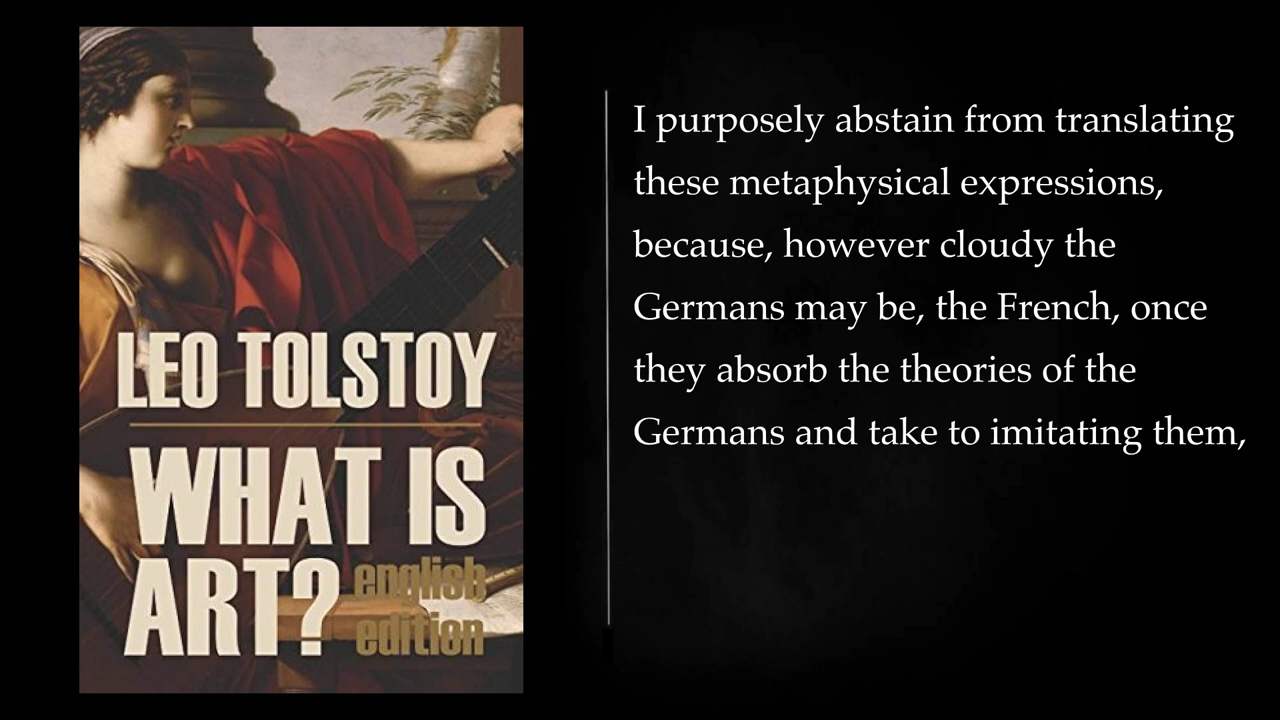 LEO TOLSTOY
WHAT IS
ART?
english
edition
I purposely abstain from translating
these metaphysical expressions,
because, however cloudy the
Germans may be, the French, once
they absorb the theories of the
Germans and take to imitating them,